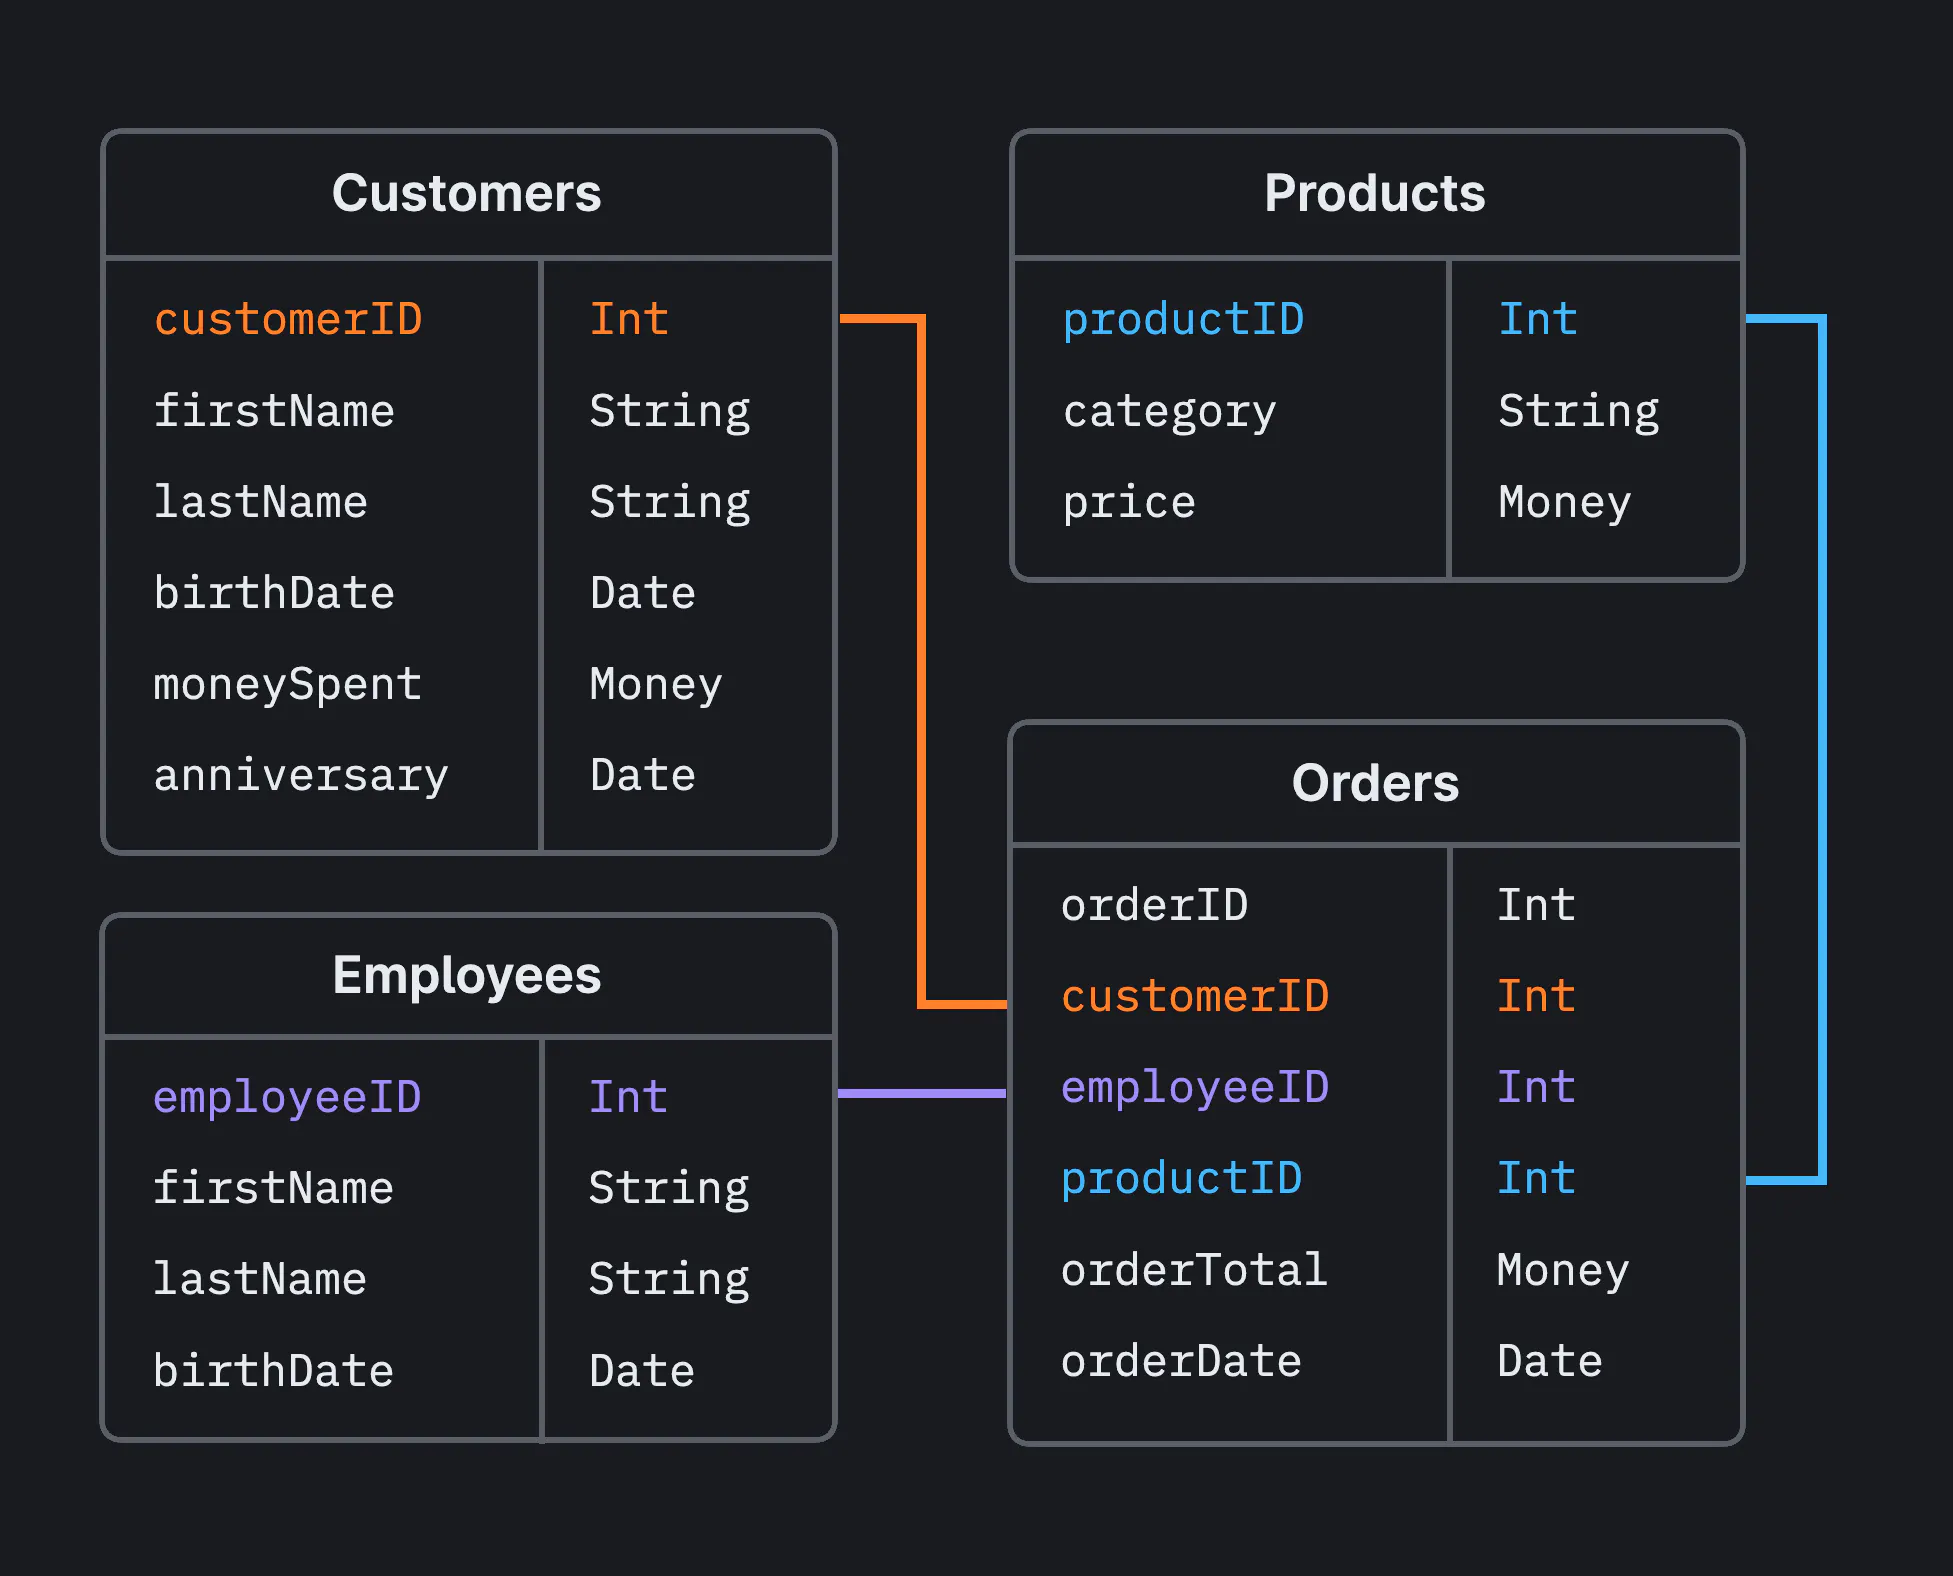 Customers
customerID Int
firstName String
lastName String
birthDate Date
moneySpent Money
anniversary Date
Products
productID Int
category String
price Money
Employees
employeeID Int
firstName String
lastName String
birthDate Date
Orders
orderID Int
customerID Int
employeeID Int
productID Int
orderTotal Money
orderDate Date